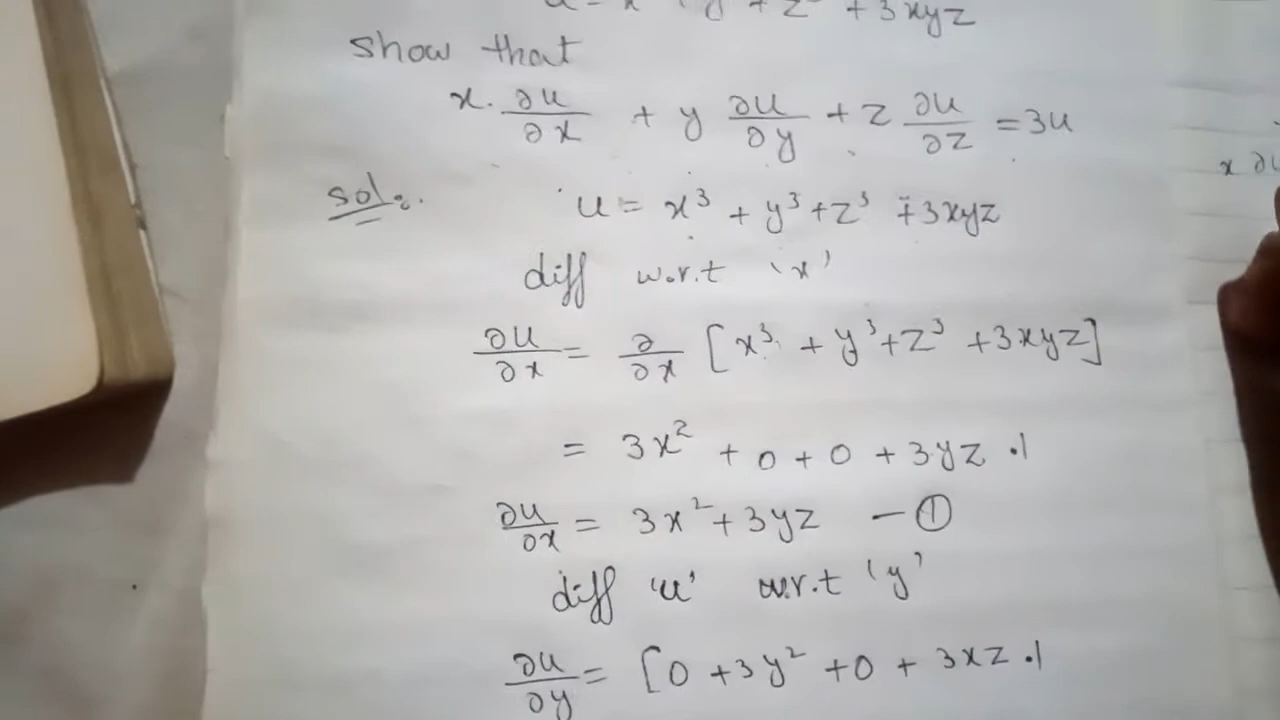 + z + 3xyz
show that
x. ∂u/∂x + y ∂u/∂y + z ∂u/∂z = 3u
sol:.
u = x³ + y³ + z³ + 3xyz
diff w.r.t 'x'
∂u/∂x = ∂/∂x [x³ + y³ + z³ + 3xyz]
= 3x² + 0 + 0 + 3yz .1
∂u/∂x = 3x² + 3yz — ①
diff 'u' w.r.t 'y'
∂u/∂y = [0 + 3y² + 0 + 3xz .1